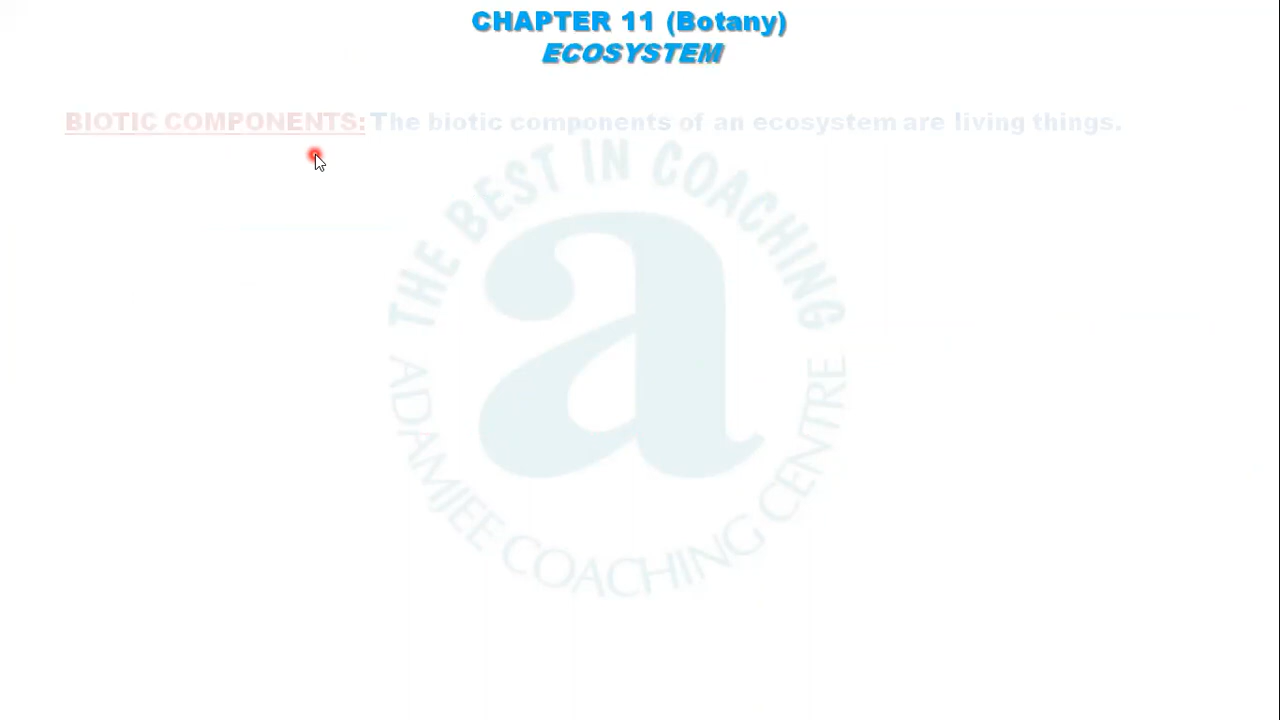 CHAPTER 11 (Botany)
ECOSYSTEM
BIOTIC COMPONENTS: The biotic components of an ecosystem are living things.
THE BEST IN COACHING
a
ADAMJEE COACHING CENTRE